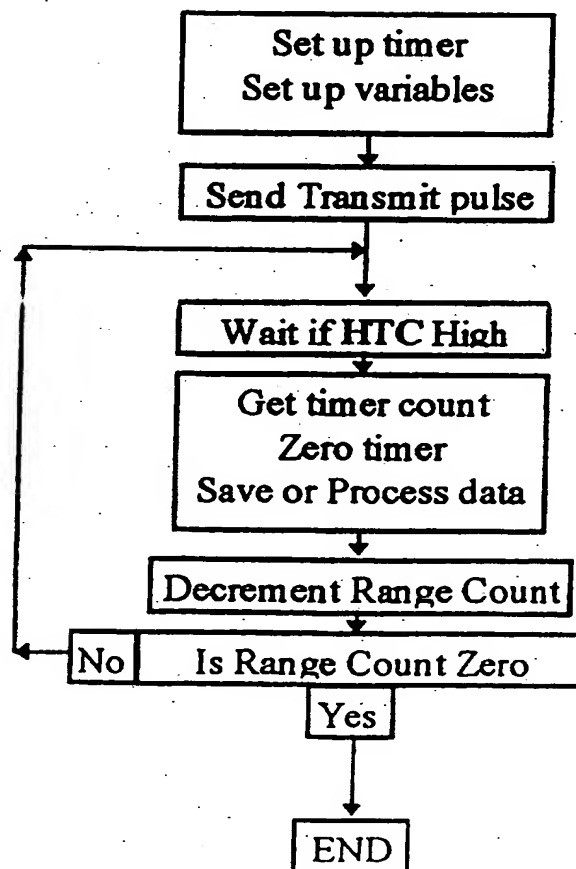 Set up timer
Set up variables
Send Transmit pulse
Wait if HTC High
Get timer count
Zero timer
Save or Process data
Decrement Range Count
No
Is Range Count Zero
Yes
END